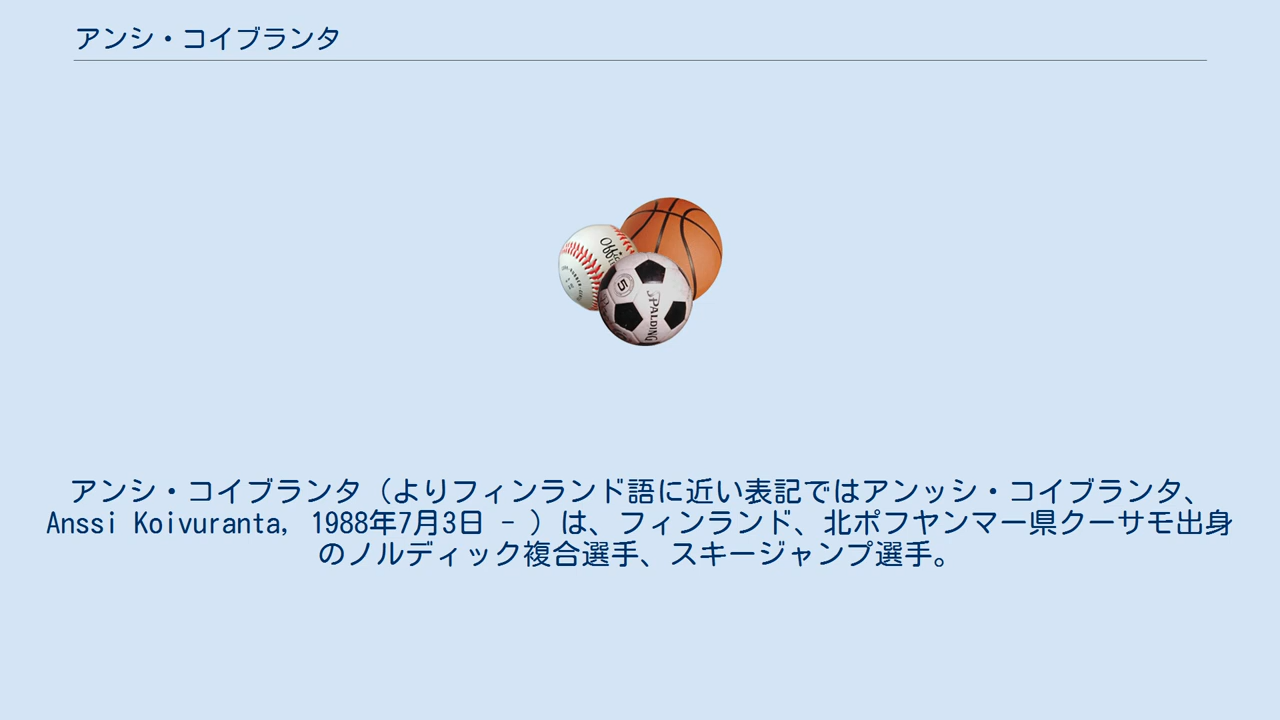 アンシ・コイブランタ
Offici
5
SPALDING
アンシ・コイブランタ（よりフィンランド語に近い表記ではアンッシ・コイブランタ、
Anssi Koivuranta, 1988年7月3日 - ）は、フィンランド、北ポフヤンマー県クーサモ出身
のノルディック複合選手、スキージャンプ選手。